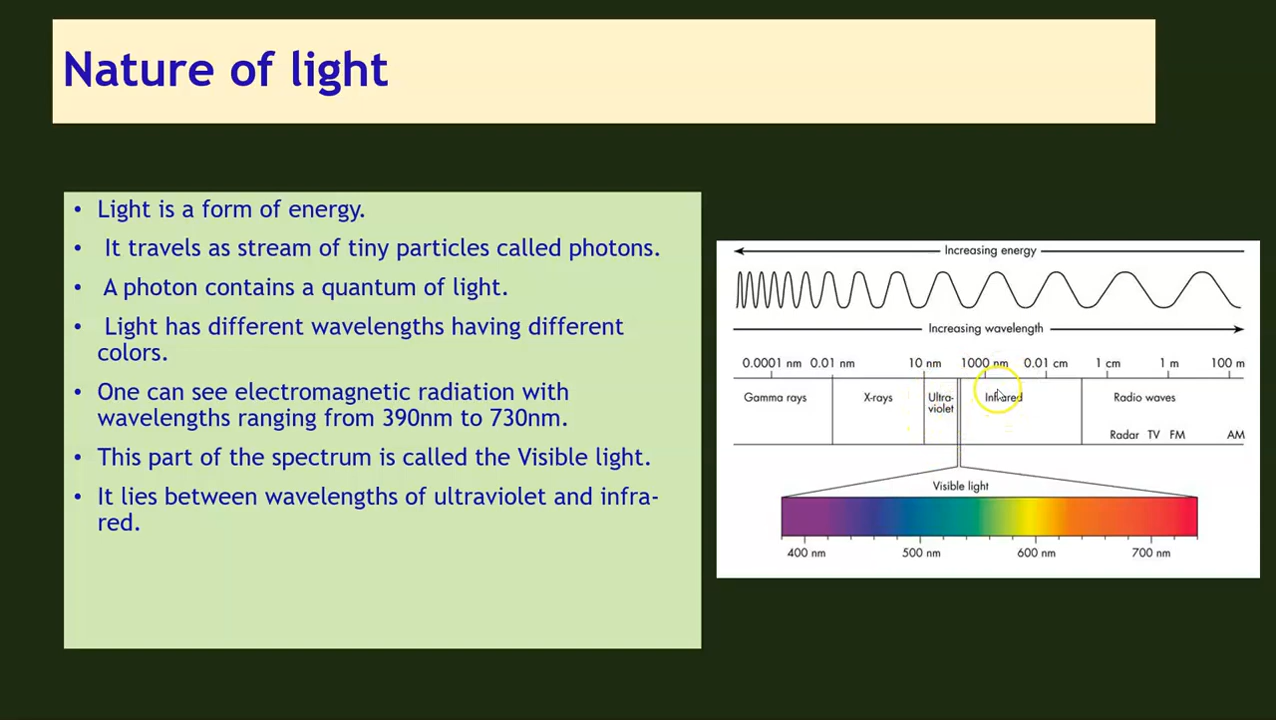 Nature of light
• Light is a form of energy.
• It travels as stream of tiny particles called photons.
• A photon contains a quantum of light.
• Light has different wavelengths having different
colors.
• One can see electromagnetic radiation with
wavelengths ranging from 390nm to 730nm.
• This part of the spectrum is called the Visible light.
• It lies between wavelengths of ultraviolet and infra-
red.
Increasing energy
Increasing wavelength
0.0001 nm 0.01 nm 10 nm 1000 nm 0.01 cm 1 cm 1 m 100 m
Gamma rays X-rays Ultra- Infrared Radio waves
violet
Radar TV FM AM
Visible light
400 nm 500 nm 600 nm 700 nm